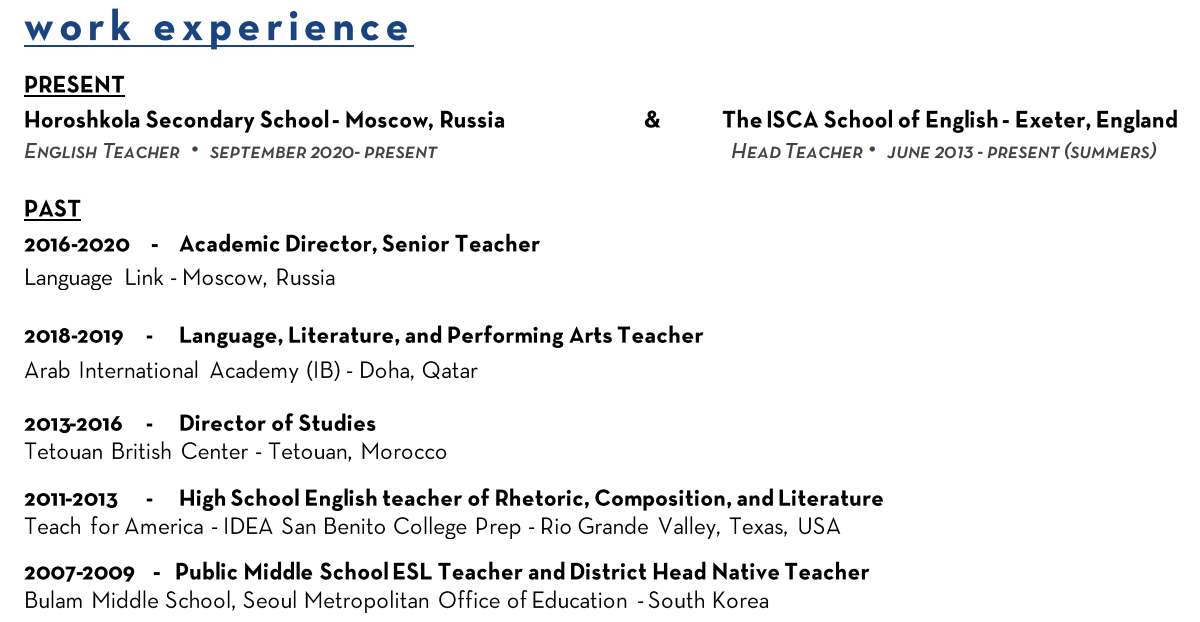 work experience
PRESENT
Horoshkola Secondary School - Moscow, Russia & The ISCA School of English - Exeter, England
English Teacher • september 2020- present Head Teacher • june 2013 - present (summers)
PAST
2016-2020 - Academic Director, Senior Teacher
Language Link - Moscow, Russia
2018-2019 - Language, Literature, and Performing Arts Teacher
Arab International Academy (IB) - Doha, Qatar
2013-2016 - Director of Studies
Tetouan British Center - Tetouan, Morocco
2011-2013 - High School English teacher of Rhetoric, Composition, and Literature
Teach for America - IDEA San Benito College Prep - Rio Grande Valley, Texas, USA
2007-2009 - Public Middle School ESL Teacher and District Head Native Teacher
Bulam Middle School, Seoul Metropolitan Office of Education - South Korea